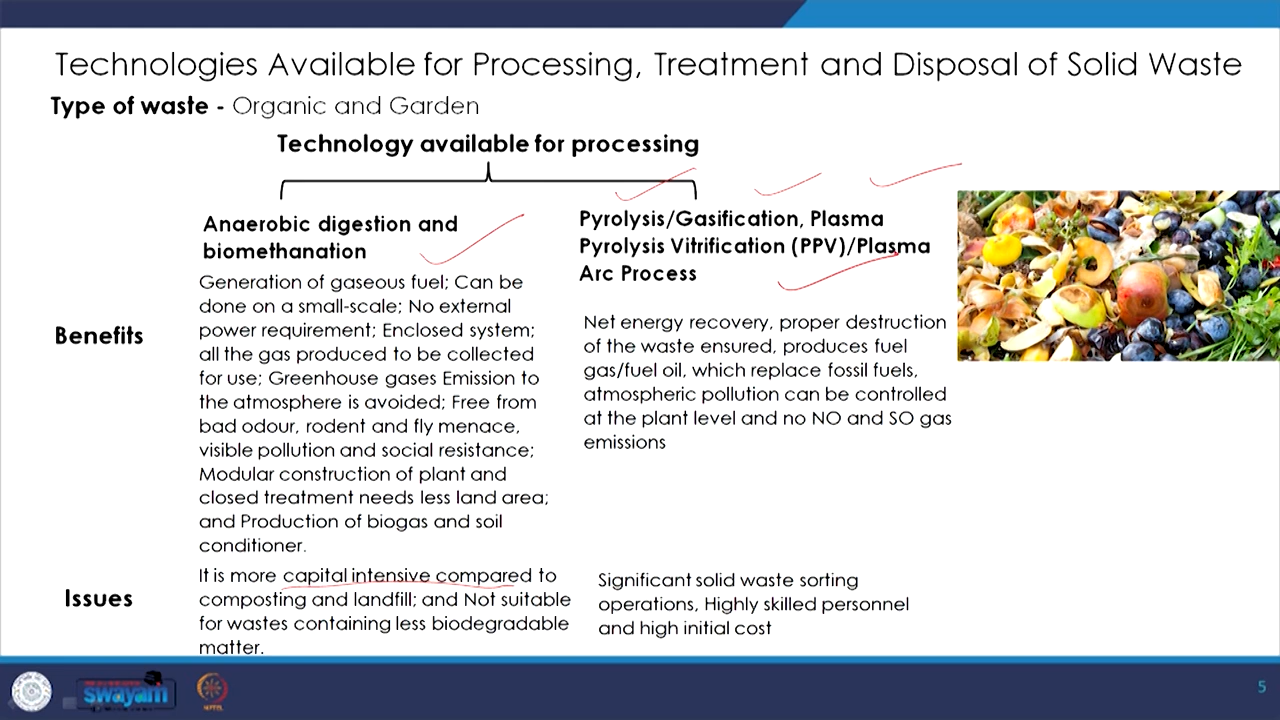 Technologies Available for Processing, Treatment and Disposal of Solid Waste
Type of waste - Organic and Garden
Technology available for processing
Anaerobic digestion and
biomethanation
Pyrolysis/Gasification, Plasma
Pyrolysis Vitrification (PPV)/Plasma
Arc Process
Benefits
Generation of gaseous fuel; Can be
done on a small-scale; No external
power requirement; Enclosed system;
all the gas produced to be collected
for use; Greenhouse gases Emission to
the atmosphere is avoided; Free from
bad odour, rodent and fly menace,
visible pollution and social resistance;
Modular construction of plant and
closed treatment needs less land area;
and Production of biogas and soil
conditioner.
Net energy recovery, proper destruction
of the waste ensured, produces fuel
gas/fuel oil, which replace fossil fuels,
atmospheric pollution can be controlled
at the plant level and no NO and SO gas
emissions
Issues
It is more capital intensive compared to
composting and landfill; and Not suitable
for wastes containing less biodegradable
matter.
Significant solid waste sorting
operations, Highly skilled personnel
and high initial cost
swayam
5